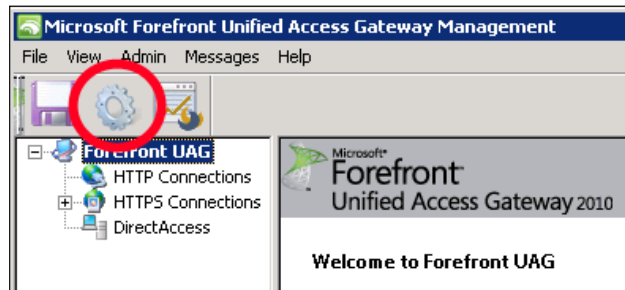 Microsoft Forefront Unified Access Gateway Management
File View Admin Messages Help
Forefront UAG
HTTP Connections
HTTPS Connections
DirectAccess
Microsoft
Forefront
Unified Access Gateway 2010
Welcome to Forefront UAG